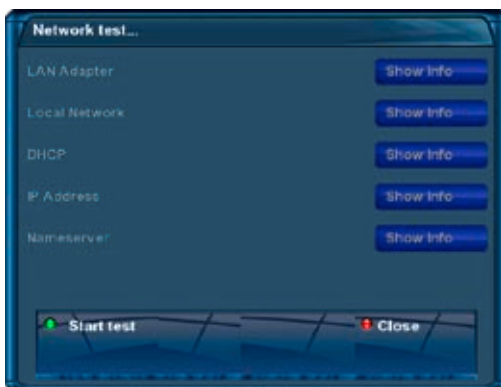 Network test...
LAN Adapter Show Info
Local Network Show Info
DHCP Show Info
IP Address Show Info
Nameserver Show Info
Start test Close